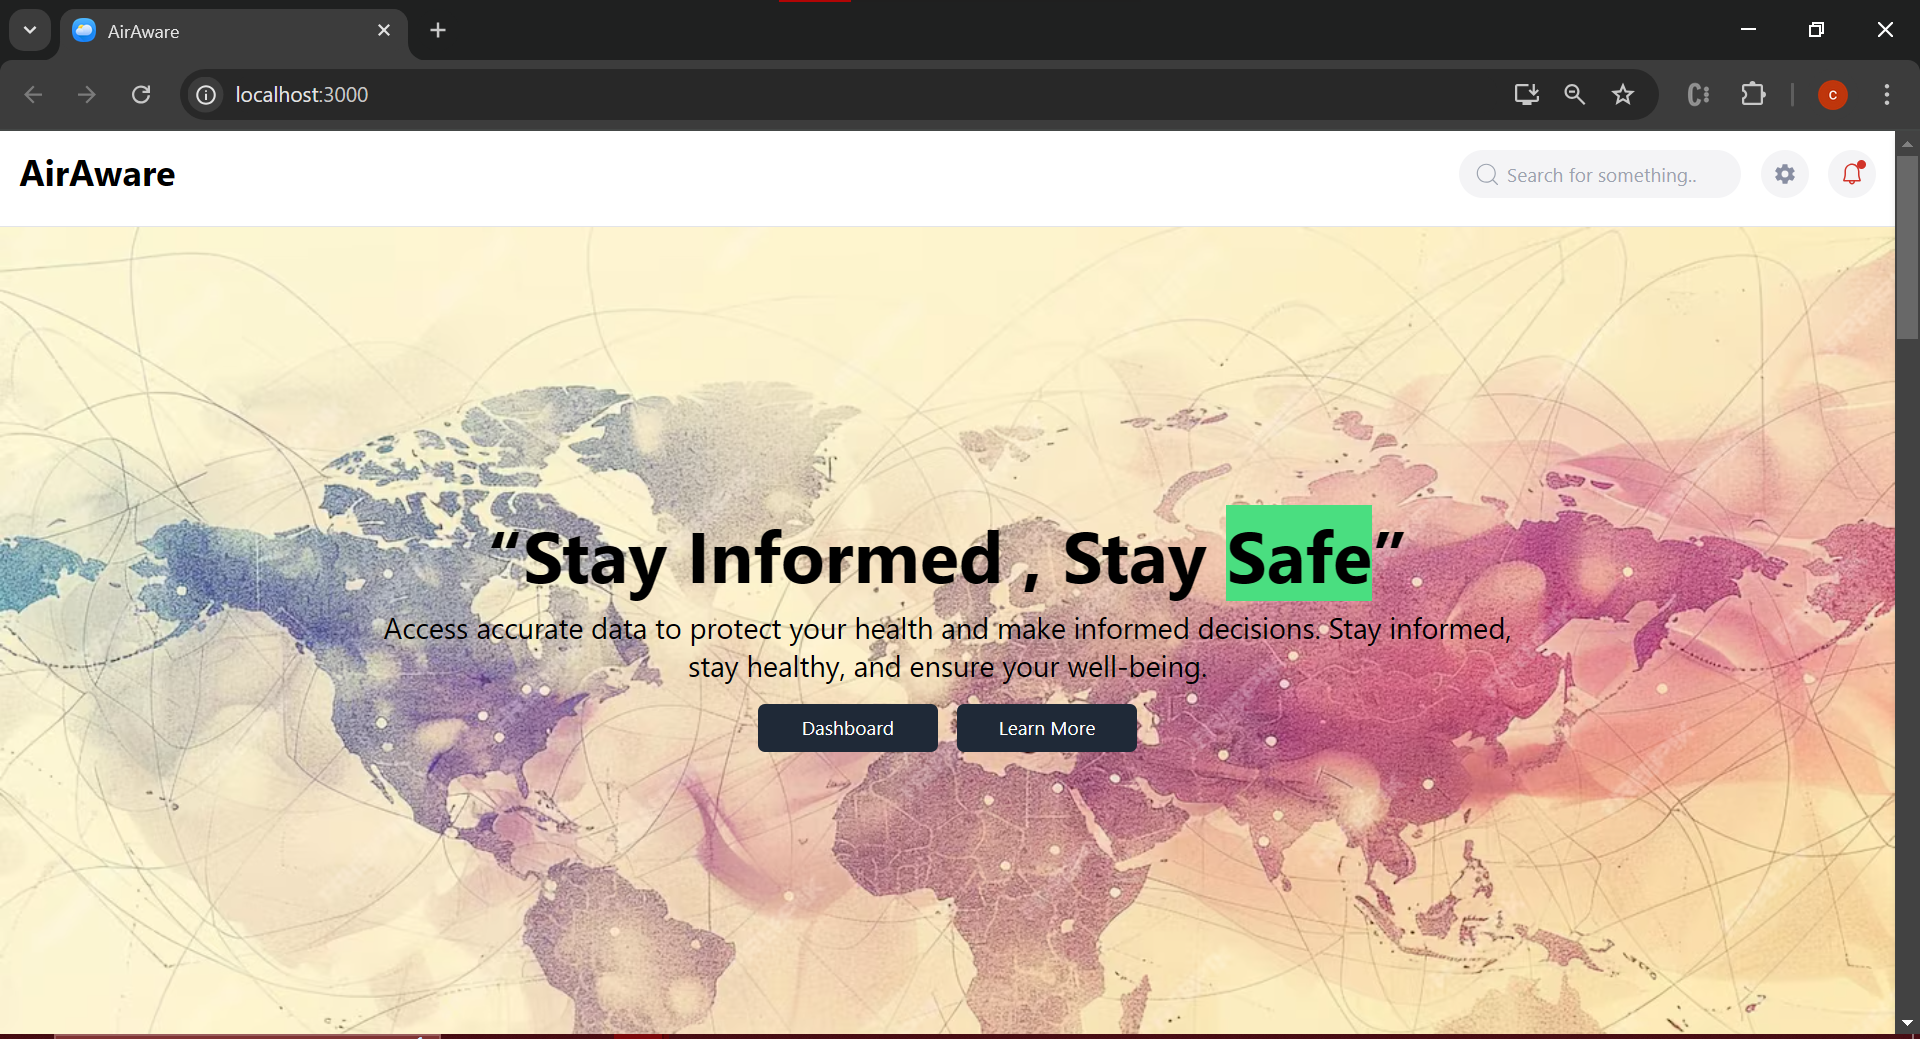 AirAware
localhost:3000
C
AirAware
Search for something..
“Stay Informed , Stay Safe”
Access accurate data to protect your health and make informed decisions. Stay informed,
stay healthy, and ensure your well-being.
Dashboard
Learn More